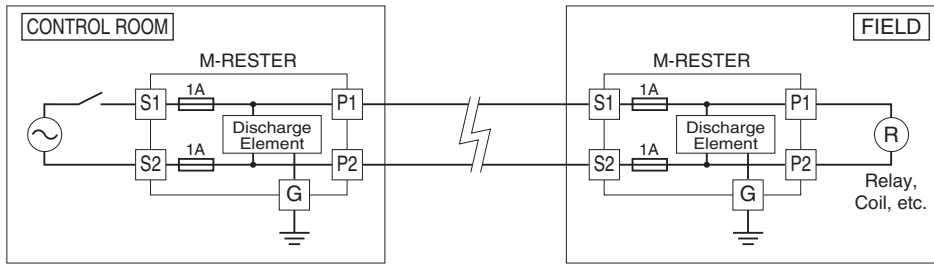 CONTROL ROOM
M-RESTER
S1
1A
P1
Discharge
Element
S2
1A
P2
G
FIELD
M-RESTER
S1
1A
P1
Discharge
Element
R
S2
1A
P2
G
Relay,
Coil, etc.